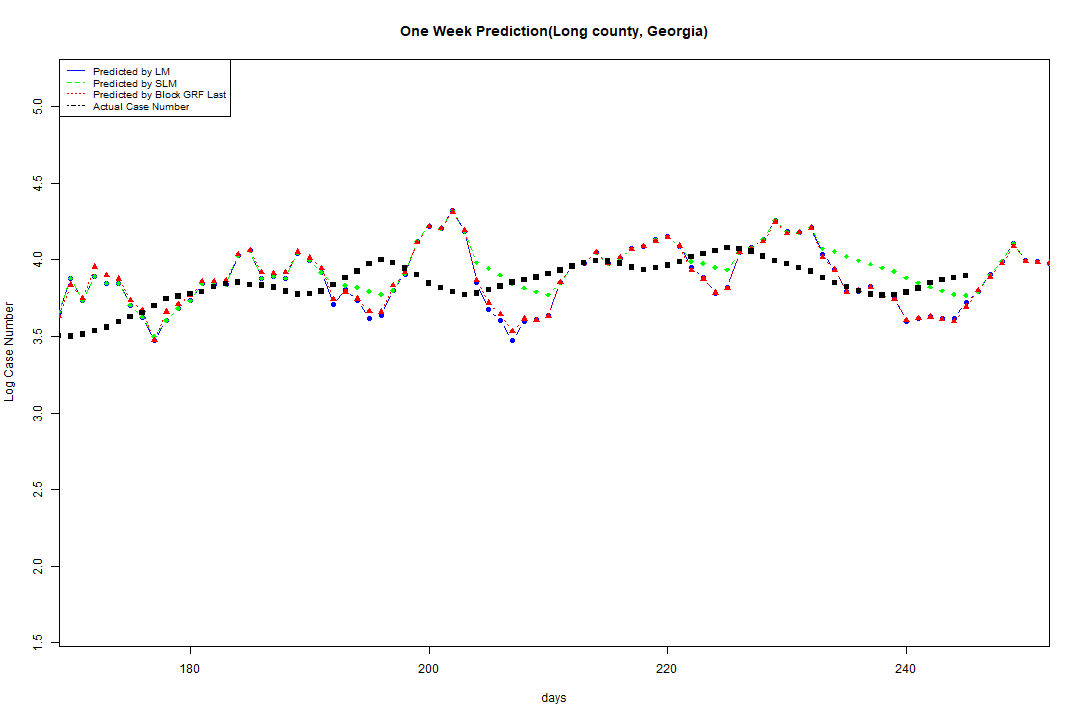 One Week Prediction(Long county, Georgia)
Predicted by LM
Predicted by SLM
Predicted by Block GRF Last
Actual Case Number
5.0
4.5
4.0
3.5
3.0
2.5
2.0
1.5
Log Case Number
180 200 220 240
days